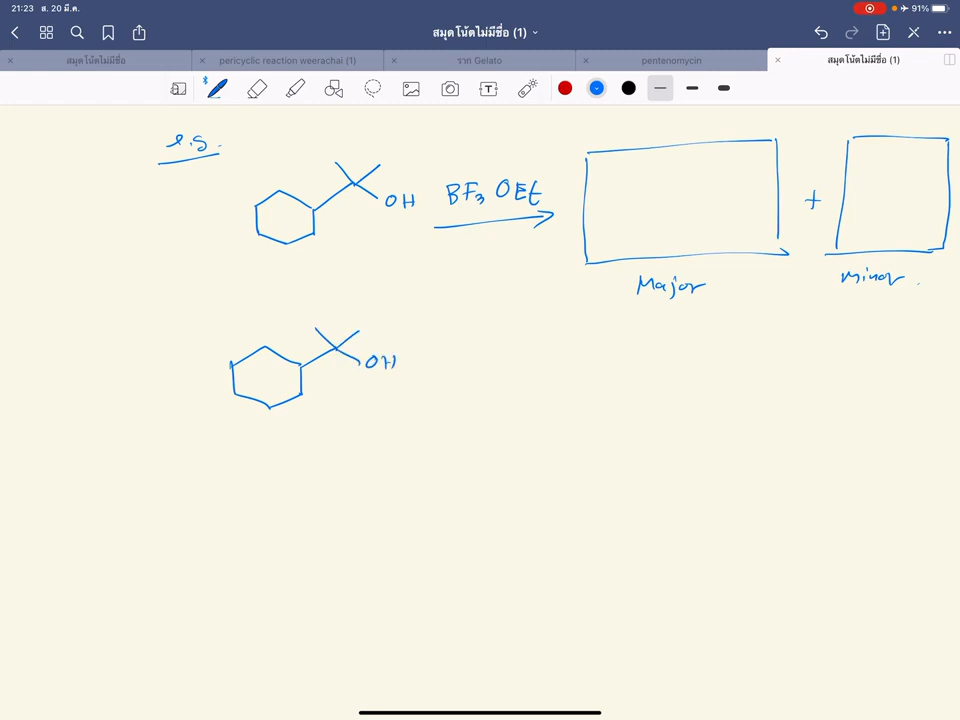 21:23 ส. 20 มี.ค. 91%
สมุดโน้ตไม่มีชื่อ (1)
สมุดโน้ตไม่มีชื่อ
pericyclic reaction weerachai (1)
ราก Gelato
pentenomycin
สมุดโน้ตไม่มีชื่อ (1)
e.g.
OH
BF3 OEt
+
Major
Minor.
OH